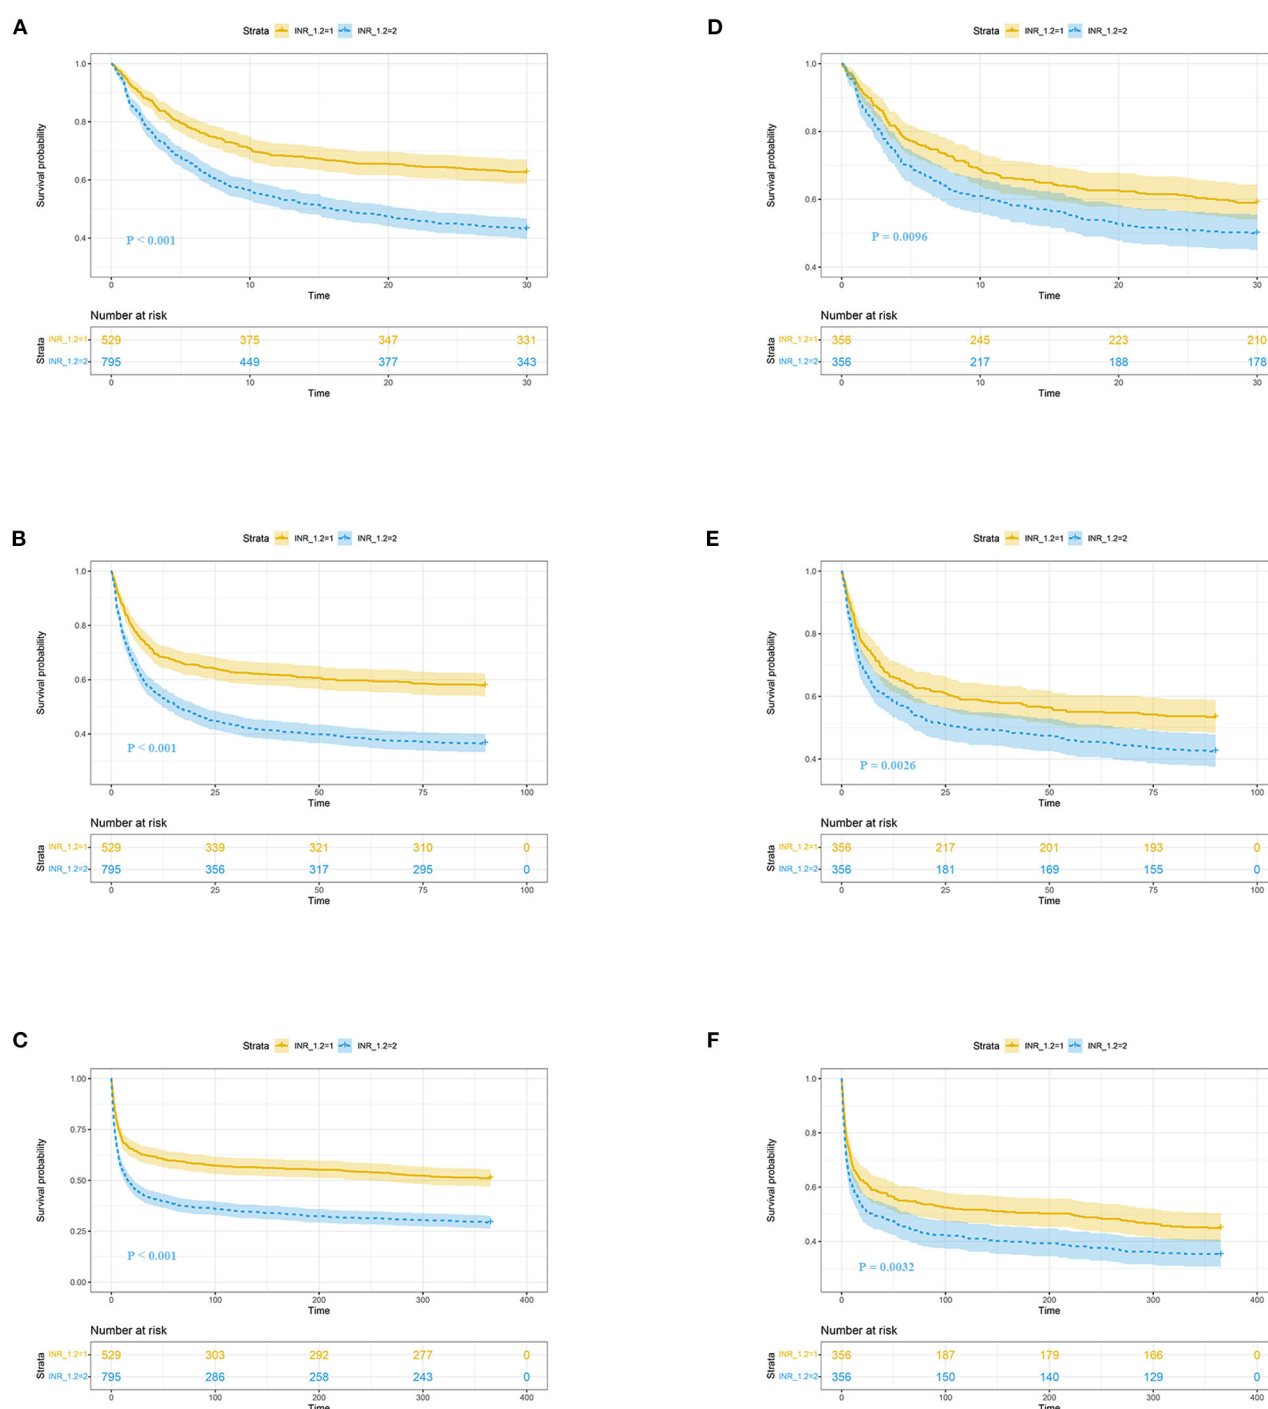 A
Strata INR_1.2=1 INR_1.2=2
1.0
0.8
0.6
0.4
Survival probability
P < 0.001
0 10 20 30
Time
Number at risk
Strata
INR_1.2=1 529 375 347 331
INR_1.2=2 795 449 377 343
0 10 20 30
Time
D
Strata INR_1.2=1 INR_1.2=2
1.0
0.8
0.6
0.4
Survival probability
P = 0.0096
0 10 20 30
Time
Number at risk
Strata
INR_1.2=1 356 245 223 210
INR_1.2=2 356 217 188 178
0 10 20 30
Time
B
Strata INR_1.2=1 INR_1.2=2
1.0
0.8
0.6
0.4
Survival probability
P < 0.001
0 25 50 75 100
Time
Number at risk
Strata
INR_1.2=1 529 339 321 310 0
INR_1.2=2 795 356 317 295 0
0 25 50 75 100
Time
E
Strata INR_1.2=1 INR_1.2=2
1.0
0.8
0.6
0.4
Survival probability
P = 0.0026
0 25 50 75 100
Time
Number at risk
Strata
INR_1.2=1 356 217 201 193 0
INR_1.2=2 356 181 169 155 0
0 25 50 75 100
Time
C
Strata INR_1.2=1 INR_1.2=2
1.00
0.75
0.50
0.25
0.00
Survival probability
P < 0.001
0 100 200 300 400
Time
Number at risk
Strata
INR_1.2=1 529 303 292 277 0
INR_1.2=2 795 286 258 243 0
0 100 200 300 400
Time
F
Strata INR_1.2=1 INR_1.2=2
1.0
0.8
0.6
0.4
Survival probability
P = 0.0032
0 100 200 300 400
Time
Number at risk
Strata
INR_1.2=1 356 187 179 166 0
INR_1.2=2 356 150 140 129 0
0 100 200 300 400
Time